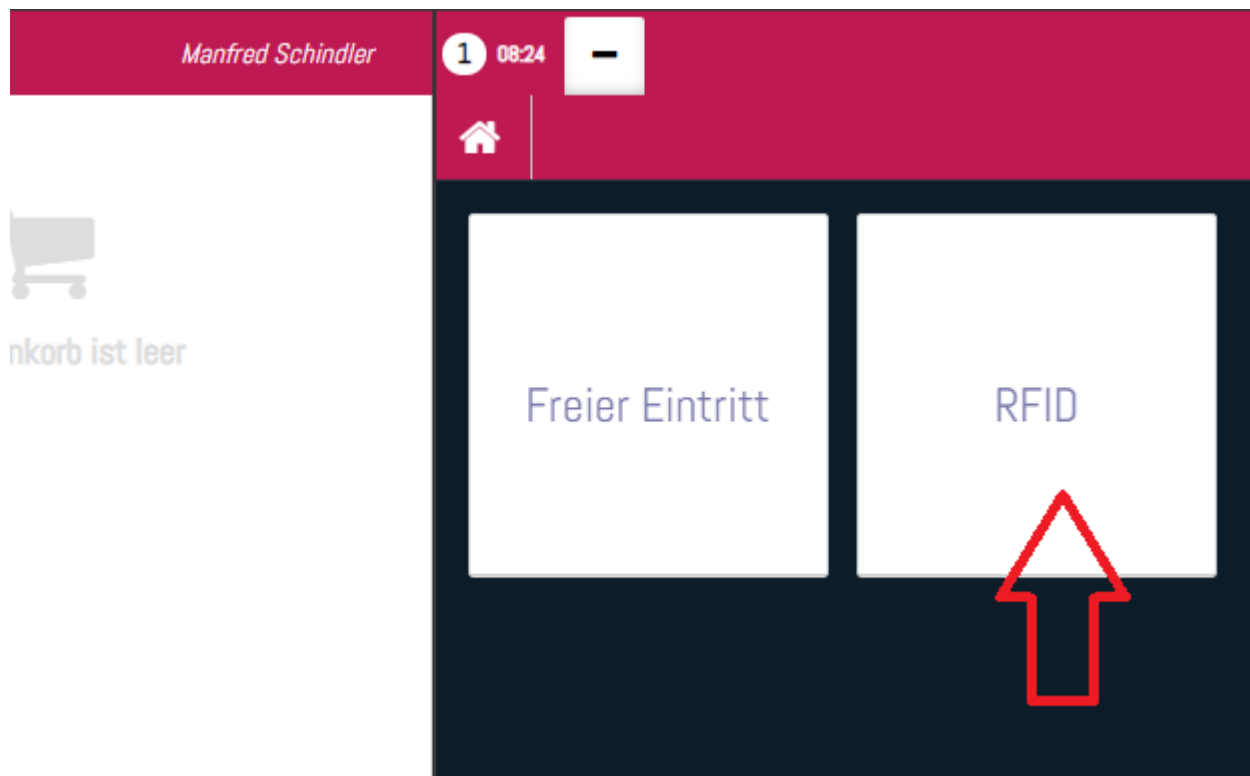 Manfred Schindler
1 08:24
nkorb ist leer
Freier Eintritt
RFID